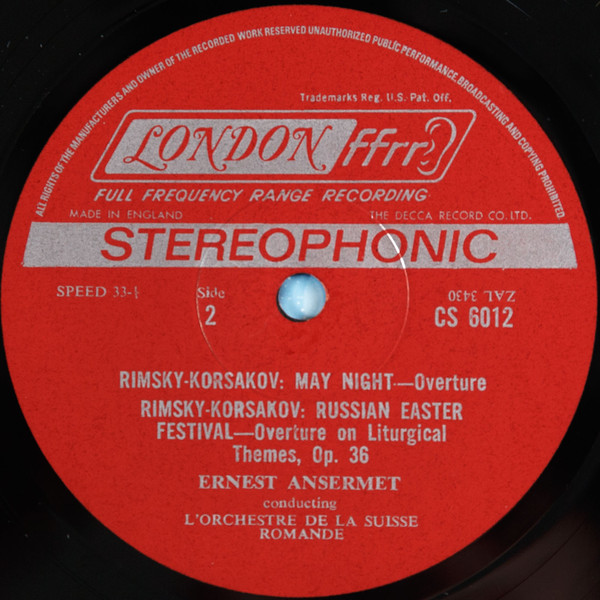 ALL RIGHTS OF THE MANUFACTURERS AND OWNER OF THE RECORDED WORK RESERVED UNAUTHORIZED PUBLIC PERFORMANCE, BROADCASTING AND COPYING PROHIBITED
Trademarks Reg. U.S. Pat. Off.
LONDON ffrr
FULL FREQUENCY RANGE RECORDING
MADE IN ENGLAND THE DECCA RECORD CO. LTD.
STEREOPHONIC
SPEED 33-⅓ Side ZAL 3430
2 CS 6012
RIMSKY-KORSAKOV: MAY NIGHT—Overture
RIMSKY-KORSAKOV: RUSSIAN EASTER
FESTIVAL—Overture on Liturgical
Themes, Op. 36
ERNEST ANSERMET
conducting
L'ORCHESTRE DE LA SUISSE
ROMANDE